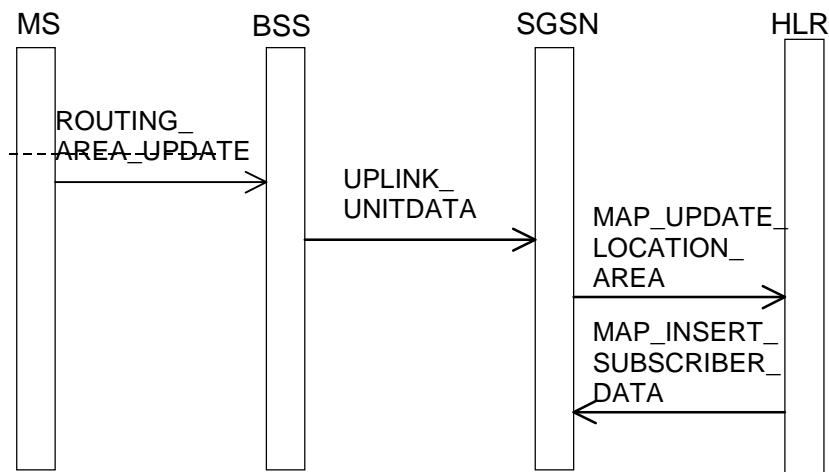 MS
BSS
SGSN
HLR
ROUTING_
AREA_UPDATE
UPLINK_
UNITDATA
MAP_UPDATE_
LOCATION_
AREA
MAP_INSERT_
SUBSCRIBER_
DATA